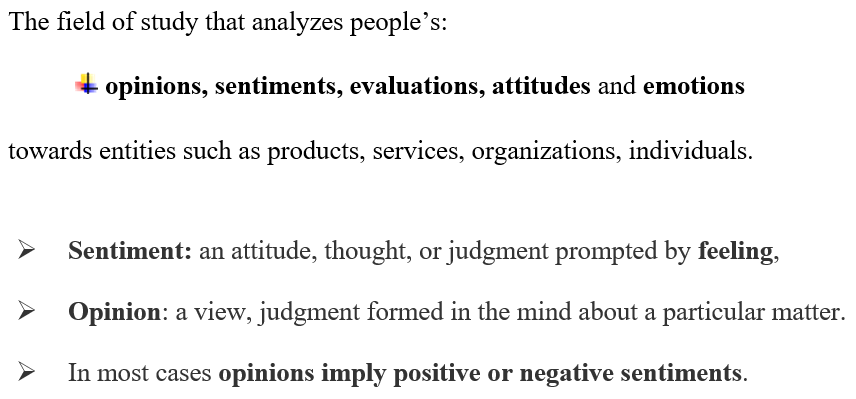 The field of study that analyzes people’s:
opinions, sentiments, evaluations, attitudes and emotions
towards entities such as products, services, organizations, individuals.
Sentiment: an attitude, thought, or judgment prompted by feeling,
Opinion: a view, judgment formed in the mind about a particular matter.
In most cases opinions imply positive or negative sentiments.